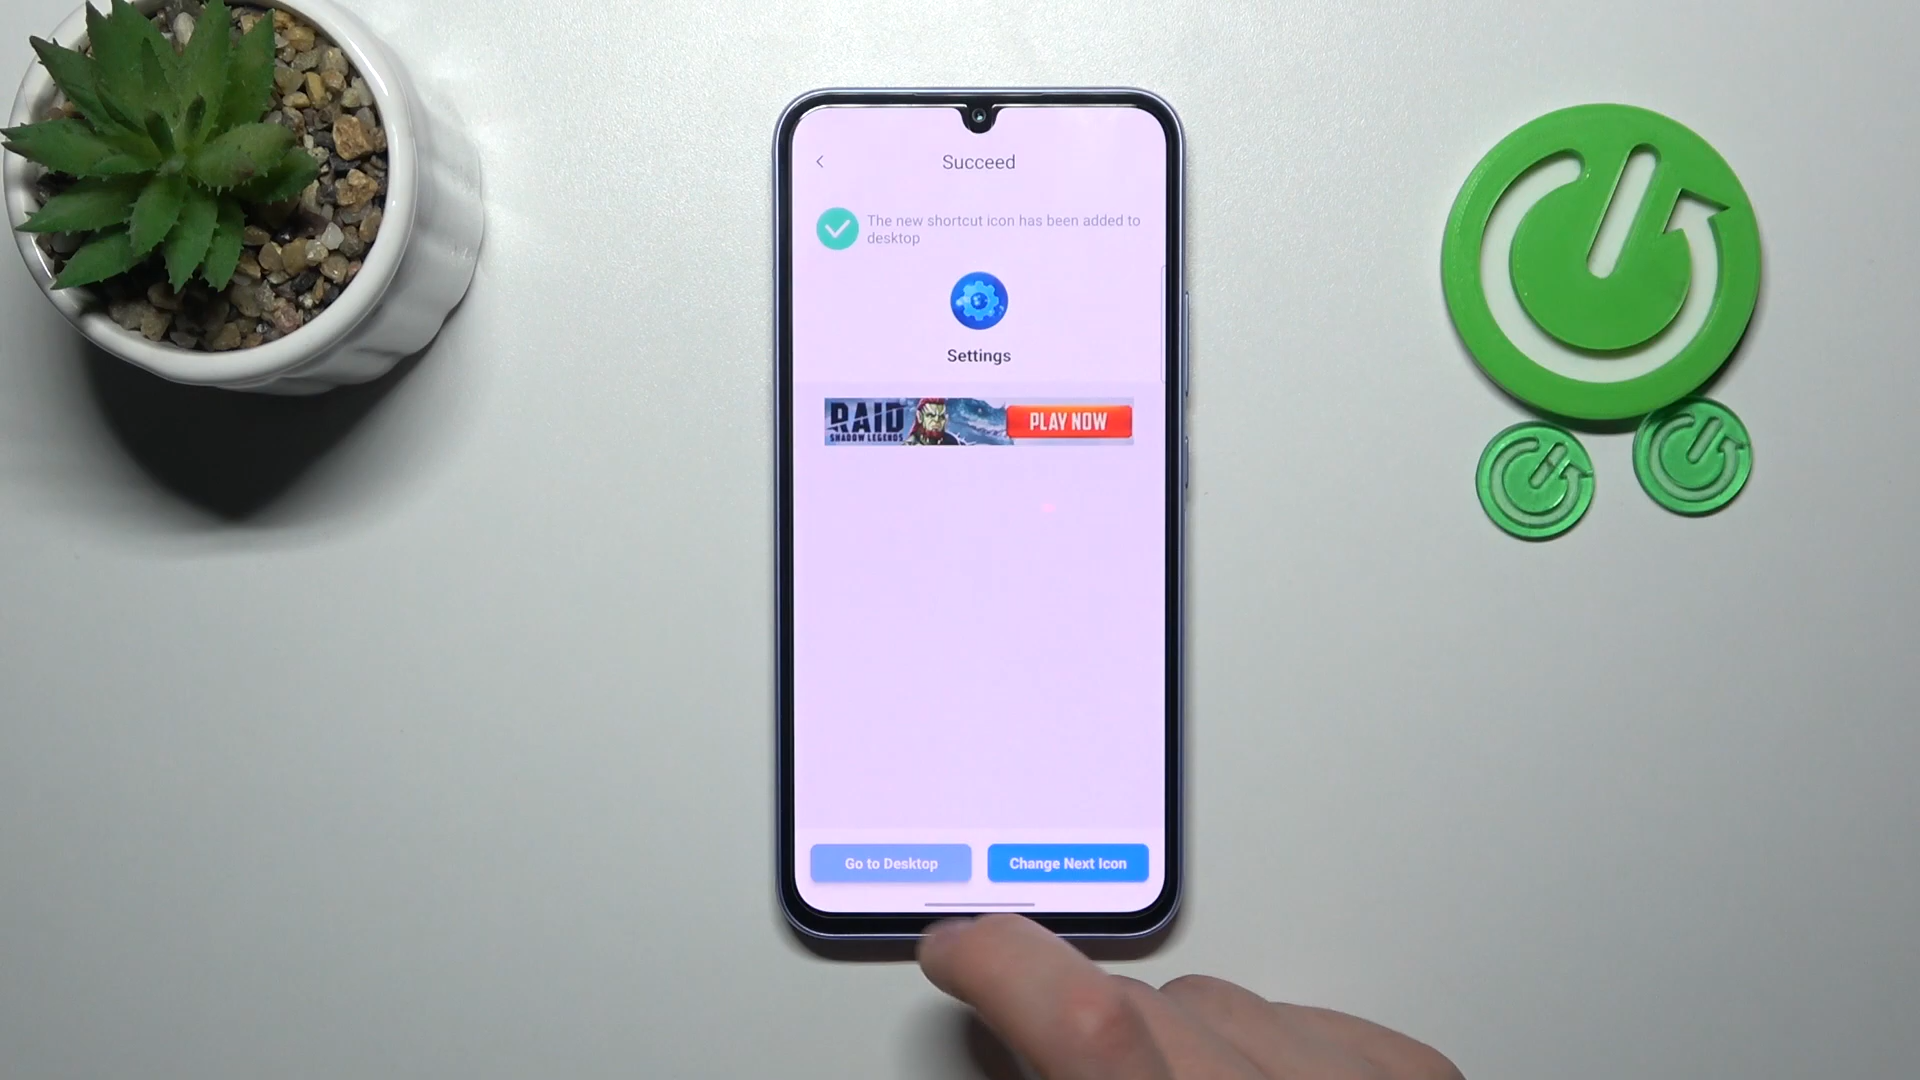 Succeed
The new shortcut icon has been added to
desktop
Settings
RAID
SHADOW LEGENDS
PLAY NOW
Go to Desktop
Change Next Icon